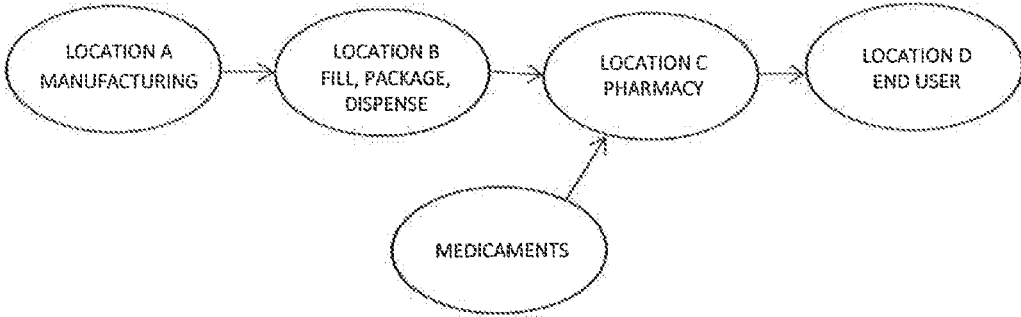 LOCATION A
MANUFACTURING
LOCATION B
FILL, PACKAGE,
DISPENSE
LOCATION C
PHARMACY
LOCATION D
END USER
MEDICAMENTS